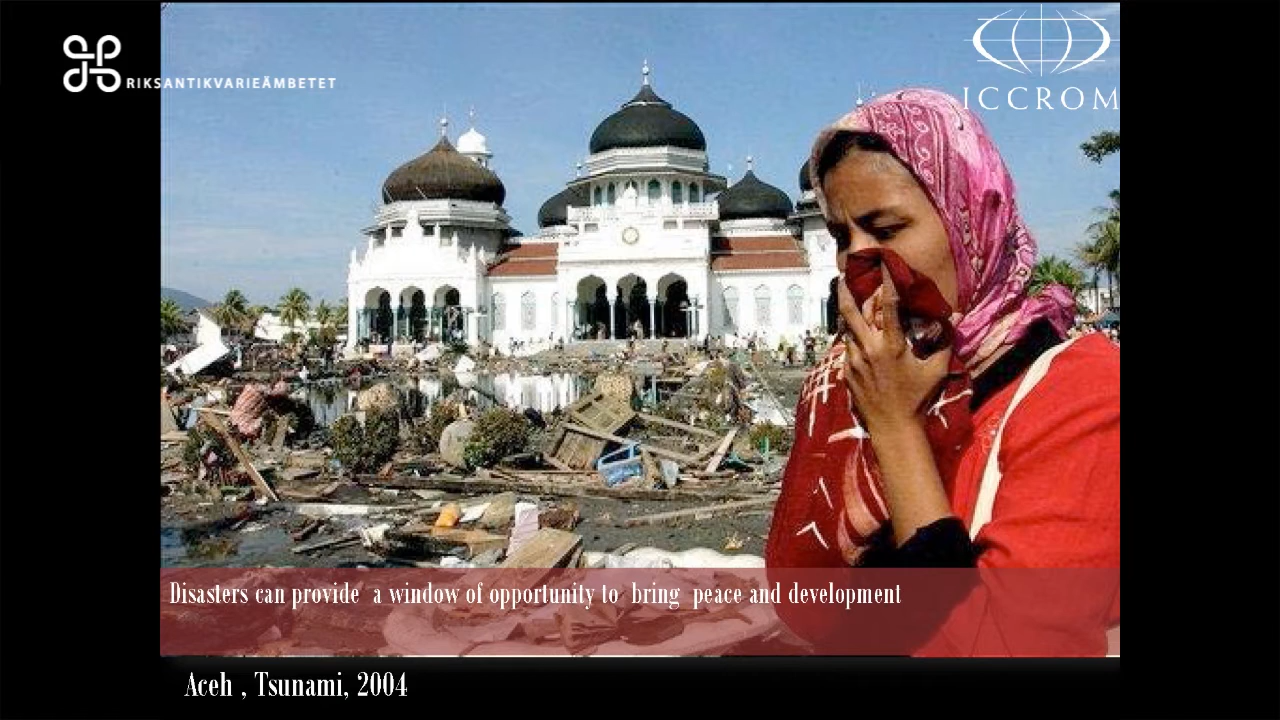 RIKSANTIKVARIEÄMBETET
ICCROM
Disasters can provide a window of opportunity to bring peace and development
Aceh , Tsunami, 2004